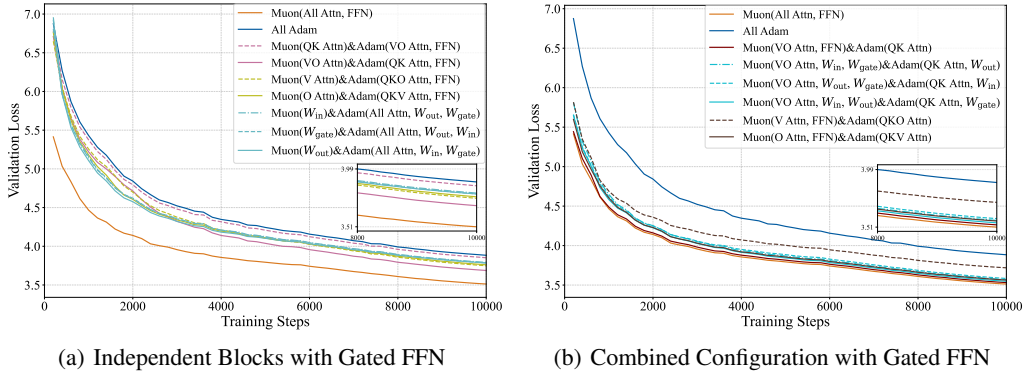 7.0
6.5
6.0
5.5
5.0
4.5
4.0
3.5
Validation Loss
Muon(All Attn, FFN)
All Adam
Muon(QK Attn)&Adam(VO Attn, FFN)
Muon(VO Attn)&Adam(QK Attn, FFN)
Muon(V Attn)&Adam(QKO Attn, FFN)
Muon(O Attn)&Adam(QKV Attn, FFN)
Muon(W_in)&Adam(All Attn, W_out, W_gate)
Muon(W_gate)&Adam(All Attn, W_out, W_in)
Muon(W_out)&Adam(All Attn, W_in, W_gate)
3.99
3.51
8000 10000
0 2000 4000 6000 8000 10000
Training Steps
(a) Independent Blocks with Gated FFN
7.0
6.5
6.0
5.5
5.0
4.5
4.0
3.5
Validation Loss
Muon(All Attn, FFN)
All Adam
Muon(VO Attn, FFN)&Adam(QK Attn)
Muon(VO Attn, W_in, W_gate)&Adam(QK Attn, W_out)
Muon(VO Attn, W_out, W_gate)&Adam(QK Attn, W_in)
Muon(VO Attn, W_in, W_out)&Adam(QK Attn, W_gate)
Muon(V Attn, FFN)&Adam(QKO Attn)
Muon(O Attn, FFN)&Adam(QKV Attn)
3.99
3.51
8000 10000
0 2000 4000 6000 8000 10000
Training Steps
(b) Combined Configuration with Gated FFN